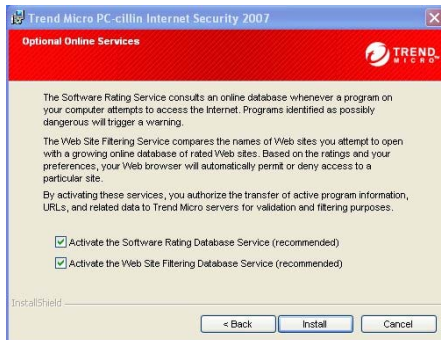 Trend Micro PC-cillin Internet Security 2007
Optional Online Services
TREND
MICRO
The Software Rating Service consults an online database whenever a program on
your computer attempts to access the Internet. Programs identified as possibly
dangerous will trigger a warning.
The Web Site Filtering Service compares the names of Web sites you attempt to open
with a growing online database of rated Web sites. Based on the ratings and your
preferences, your Web browser will automatically permit or deny access to a
particular site.
By activating these services, you authorize the transfer of active program information,
URLs, and related data to Trend Micro servers for validation and filtering purposes.
Activate the Software Rating Database Service (recommended)
Activate the Web Site Filtering Database Service (recommended)
InstallShield
< Back
Install
Cancel